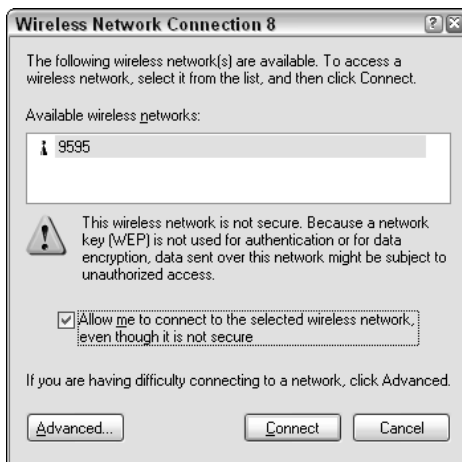 Wireless Network Connection 8
The following wireless network(s) are available. To access a
wireless network, select it from the list, and then click Connect.
Available wireless networks:
9595
This wireless network is not secure. Because a network
key (WEP) is not used for authentication or for data
encryption, data sent over this network might be subject to
unauthorized access.
Allow me to connect to the selected wireless network,
even though it is not secure
If you are having difficulty connecting to a network, click Advanced.
Advanced... Connect Cancel